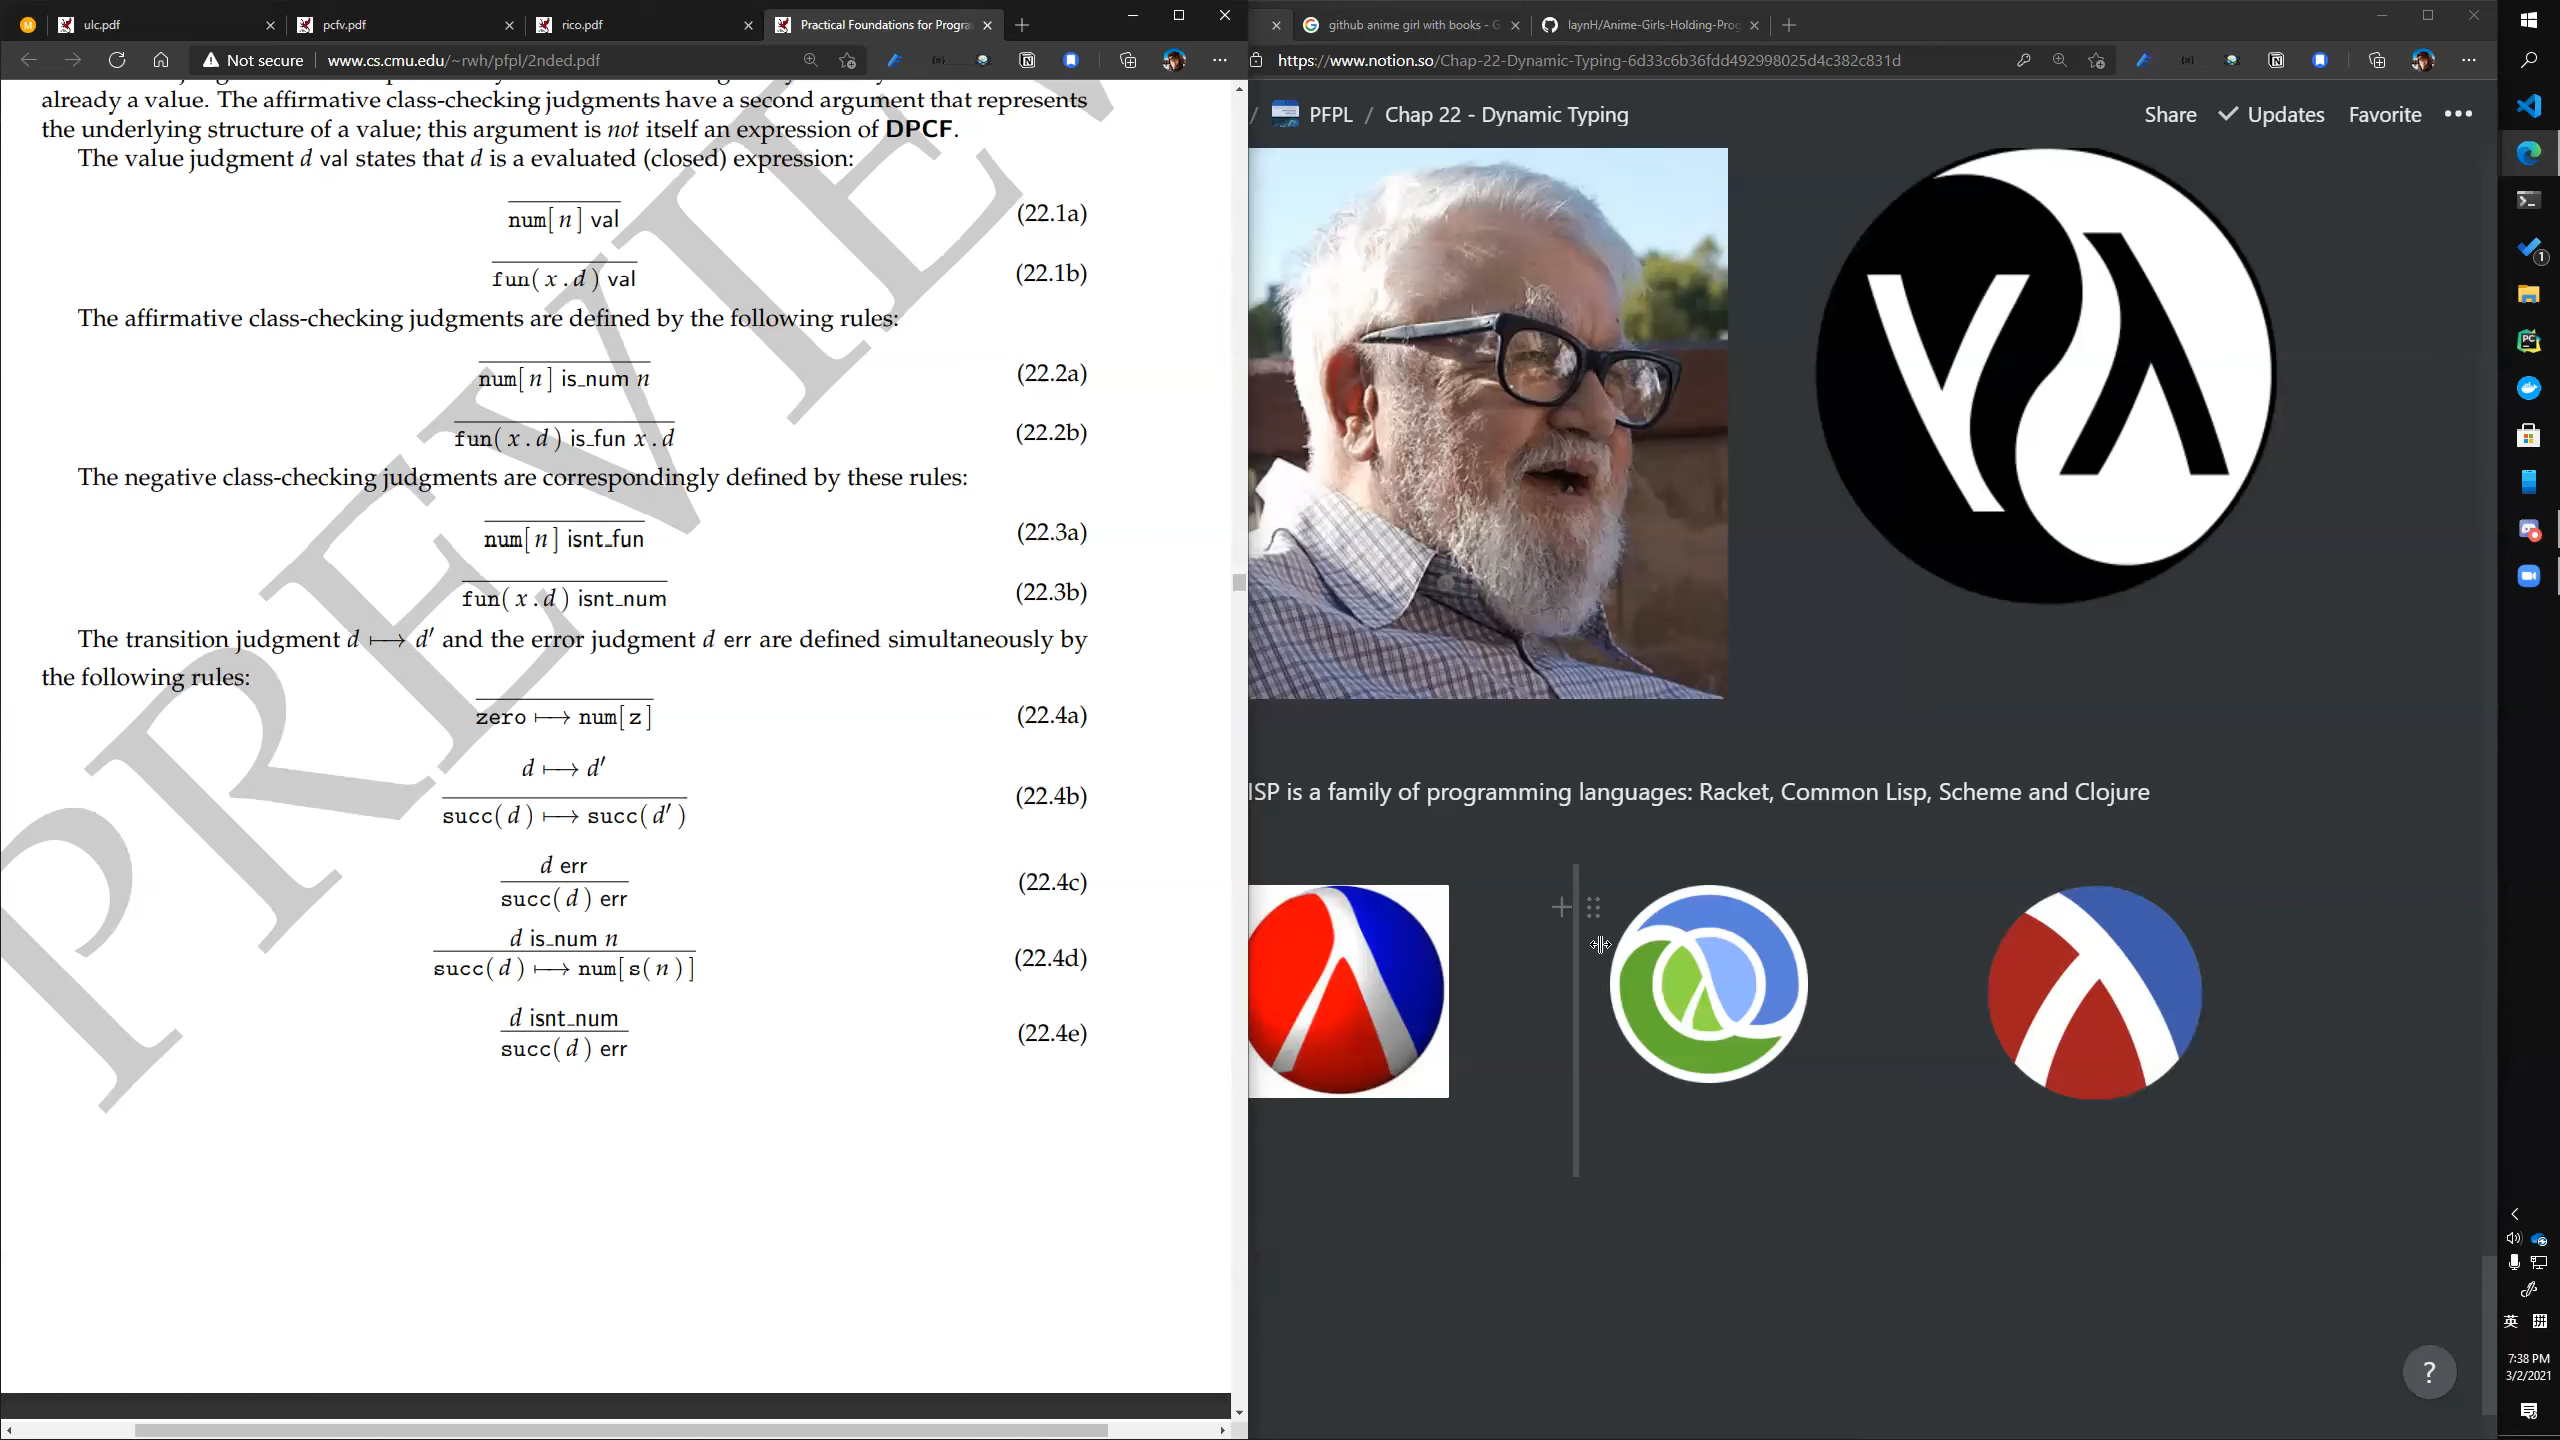 ulc.pdf
pcfv.pdf
rico.pdf
Practical Foundations for Progra
Not secure
www.cs.cmu.edu/~rwh/pfpl/2nded.pdf
already a value. The affirmative class-checking judgments have a second argument that represents
the underlying structure of a value; this argument is not itself an expression of DPCF.
The value judgment d val states that d is a evaluated (closed) expression:
num[n] val
(22.1a)
fun(x.d) val
(22.1b)
The affirmative class-checking judgments are defined by the following rules:
num[n] is_num n
(22.2a)
fun(x.d) is_fun x.d
(22.2b)
The negative class-checking judgments are correspondingly defined by these rules:
num[n] isnt_fun
(22.3a)
fun(x.d) isnt_num
(22.3b)
The transition judgment d ⟼ d′ and the error judgment d err are defined simultaneously by
the following rules:
zero ⟼ num[z]
(22.4a)
d ⟼ d′
succ(d) ⟼ succ(d′)
(22.4b)
d err
succ(d) err
(22.4c)
d is_num n
succ(d) ⟼ num[s(n)]
(22.4d)
d isnt_num
succ(d) err
(22.4e)
PREVIEW
github anime girl with books - G
laynH/Anime-Girls-Holding-Prog
https://www.notion.so/Chap-22-Dynamic-Typing-6d33c6b36fdd492998025d4c382c831d
/ PFPL / Chap 22 - Dynamic Typing
Share
Updates
Favorite
ISP is a family of programming languages: Racket, Common Lisp, Scheme and Clojure
?
1
英
拼
7:38 PM
3/2/2021